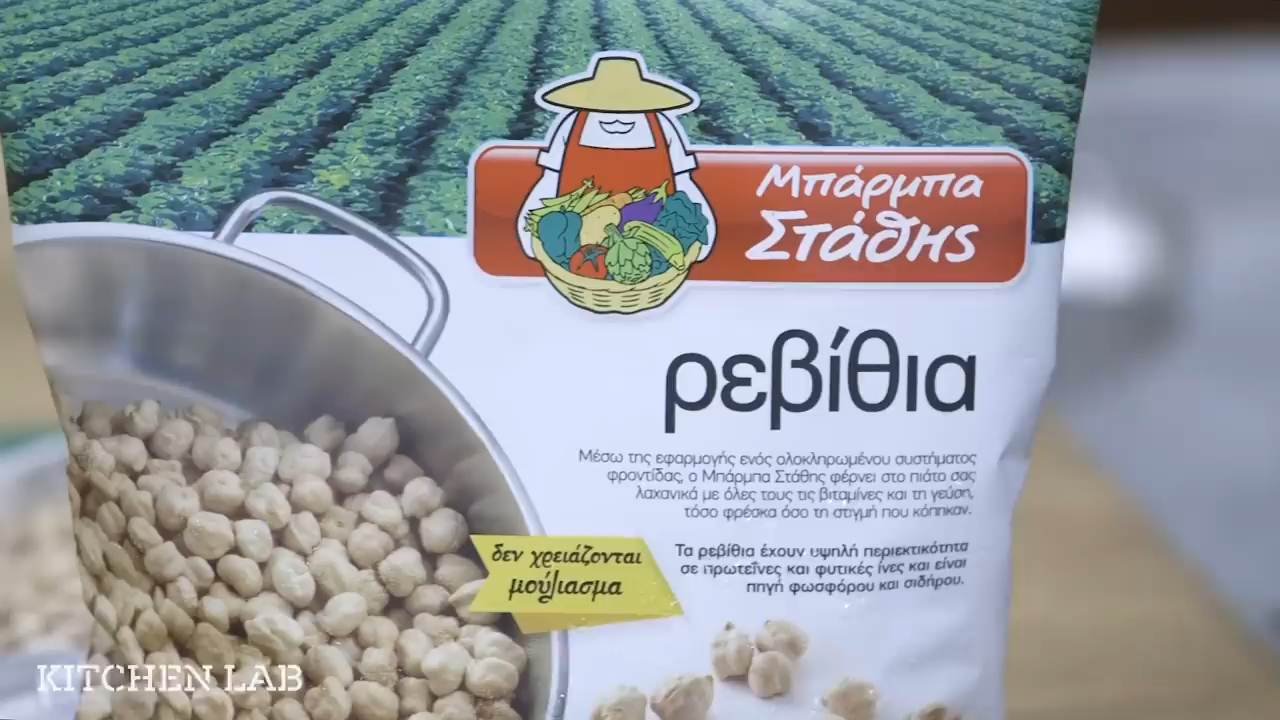 Μπάρμπα
Στάθης
ρεβίθια
Μέσω της εφαρμογής ενός ολοκληρωμένου συστήματος
φροντίδας, ο Μπάρμπα Στάθης φέρνει στο πιάτο σας
λαχανικά με όλες τους τις βιταμίνες και τη γεύση,
τόσο φρέσκα όσο τη στιγμή που κόπηκαν.
δεν χρειάζονται
μούλιασμα
Τα ρεβίθια έχουν υψηλή περιεκτικότητα
σε πρωτεΐνες και φυτικές ίνες και είναι
πηγή φωσφόρου και σιδήρου.
KITCHEN LAB